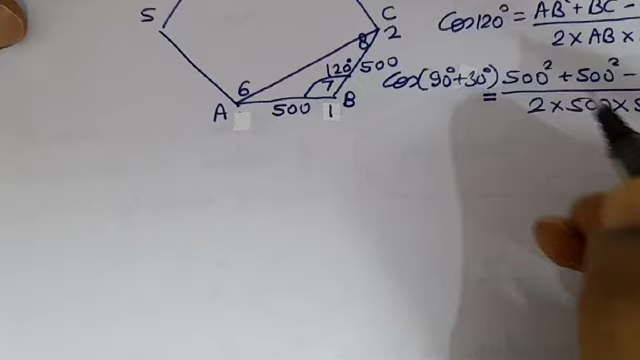 S
C
2
8
cos120° = AB² + BC² -
2 × AB ×
120°
500
7
cos(90°+30°) = 500² + 500² -
2 × 500 × 5
6
A
500
1
B